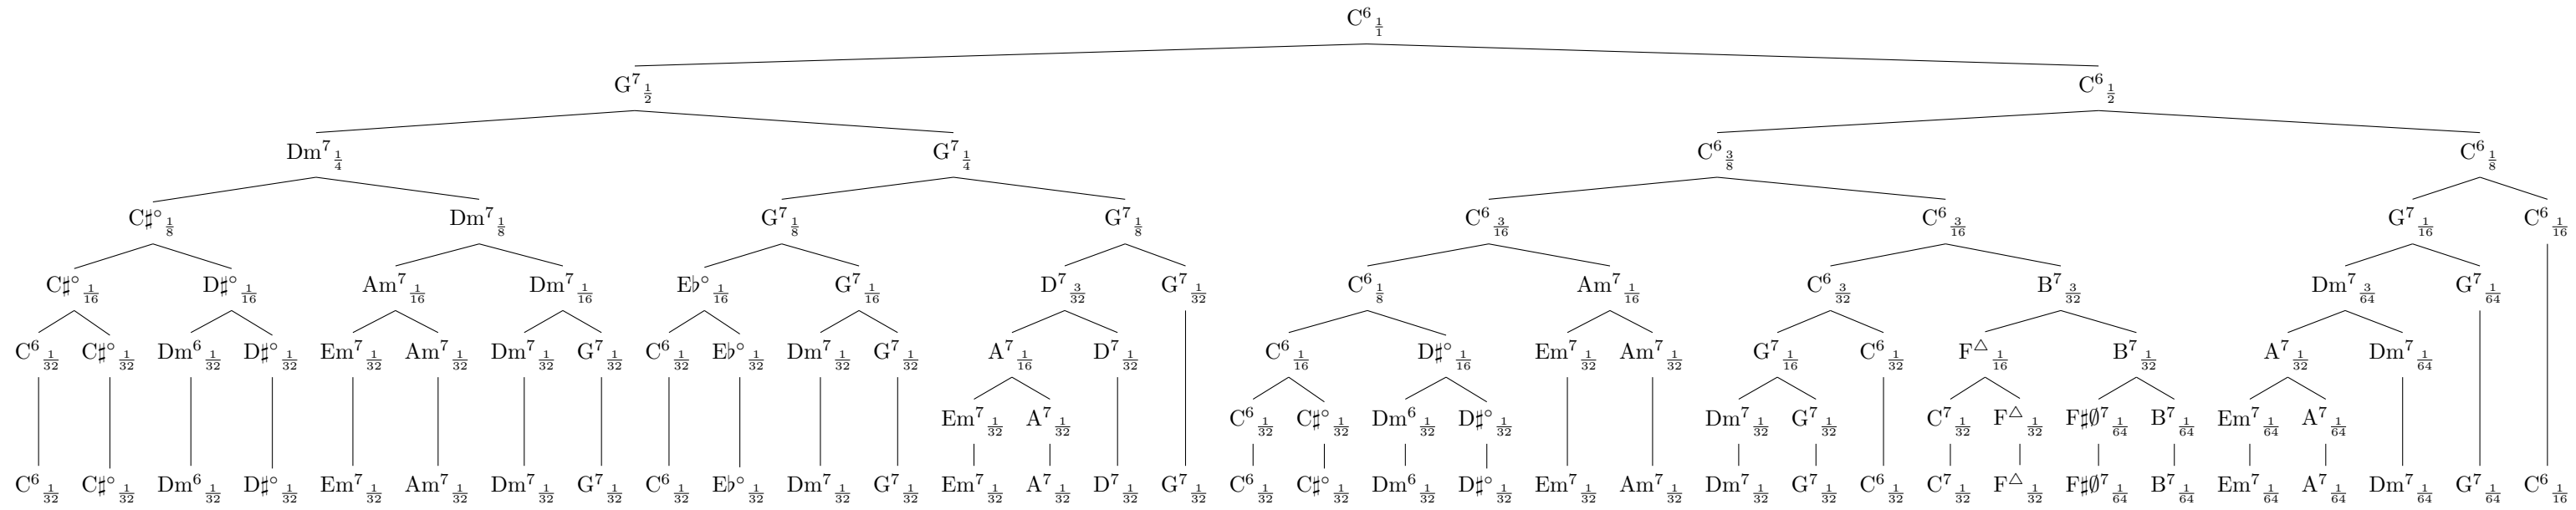 C⁶ 1/1
G⁷ 1/2 C⁶ 1/2
Dm⁷ 1/4 G⁷ 1/4 C⁶ 3/8 C⁶ 1/8
C♯° 1/8 Dm⁷ 1/8 G⁷ 1/8 G⁷ 1/8 C⁶ 3/16 C⁶ 3/16 G⁷ 1/16 C⁶ 1/16
C♯° 1/16 D♯° 1/16 Am⁷ 1/16 Dm⁷ 1/16 E♭° 1/16 G⁷ 1/16 D⁷ 3/32 G⁷ 1/32 C⁶ 1/8 Am⁷ 1/16 C⁶ 3/32 B⁷ 3/32 Dm⁷ 3/64 G⁷ 1/64
C⁶ 1/32 C♯° 1/32 Dm⁶ 1/32 D♯° 1/32 Em⁷ 1/32 Am⁷ 1/32 Dm⁷ 1/32 G⁷ 1/32 C⁶ 1/32 E♭° 1/32 Dm⁷ 1/32 G⁷ 1/32 A⁷ 1/16 D⁷ 1/32 C⁶ 1/16 D♯° 1/16 Em⁷ 1/32 Am⁷ 1/32 G⁷ 1/16 C⁶ 1/32 F△ 1/16 B⁷ 1/32 A⁷ 1/32 Dm⁷ 1/64
Em⁷ 1/32 A⁷ 1/32 C⁶ 1/32 C♯° 1/32 Dm⁶ 1/32 D♯° 1/32 Dm⁷ 1/32 G⁷ 1/32 C⁷ 1/32 F△ 1/32 F♯∅⁷ 1/64 B⁷ 1/64 Em⁷ 1/64 A⁷ 1/64
C⁶ 1/32 C♯° 1/32 Dm⁶ 1/32 D♯° 1/32 Em⁷ 1/32 Am⁷ 1/32 Dm⁷ 1/32 G⁷ 1/32 C⁶ 1/32 E♭° 1/32 Dm⁷ 1/32 G⁷ 1/32 Em⁷ 1/32 A⁷ 1/32 D⁷ 1/32 G⁷ 1/32 C⁶ 1/32 C♯° 1/32 Dm⁶ 1/32 D♯° 1/32 Em⁷ 1/32 Am⁷ 1/32 Dm⁷ 1/32 G⁷ 1/32 C⁶ 1/32 C⁷ 1/32 F△ 1/32 F♯∅⁷ 1/64 B⁷ 1/64 Em⁷ 1/64 A⁷ 1/64 Dm⁷ 1/64 G⁷ 1/64 C⁶ 1/16